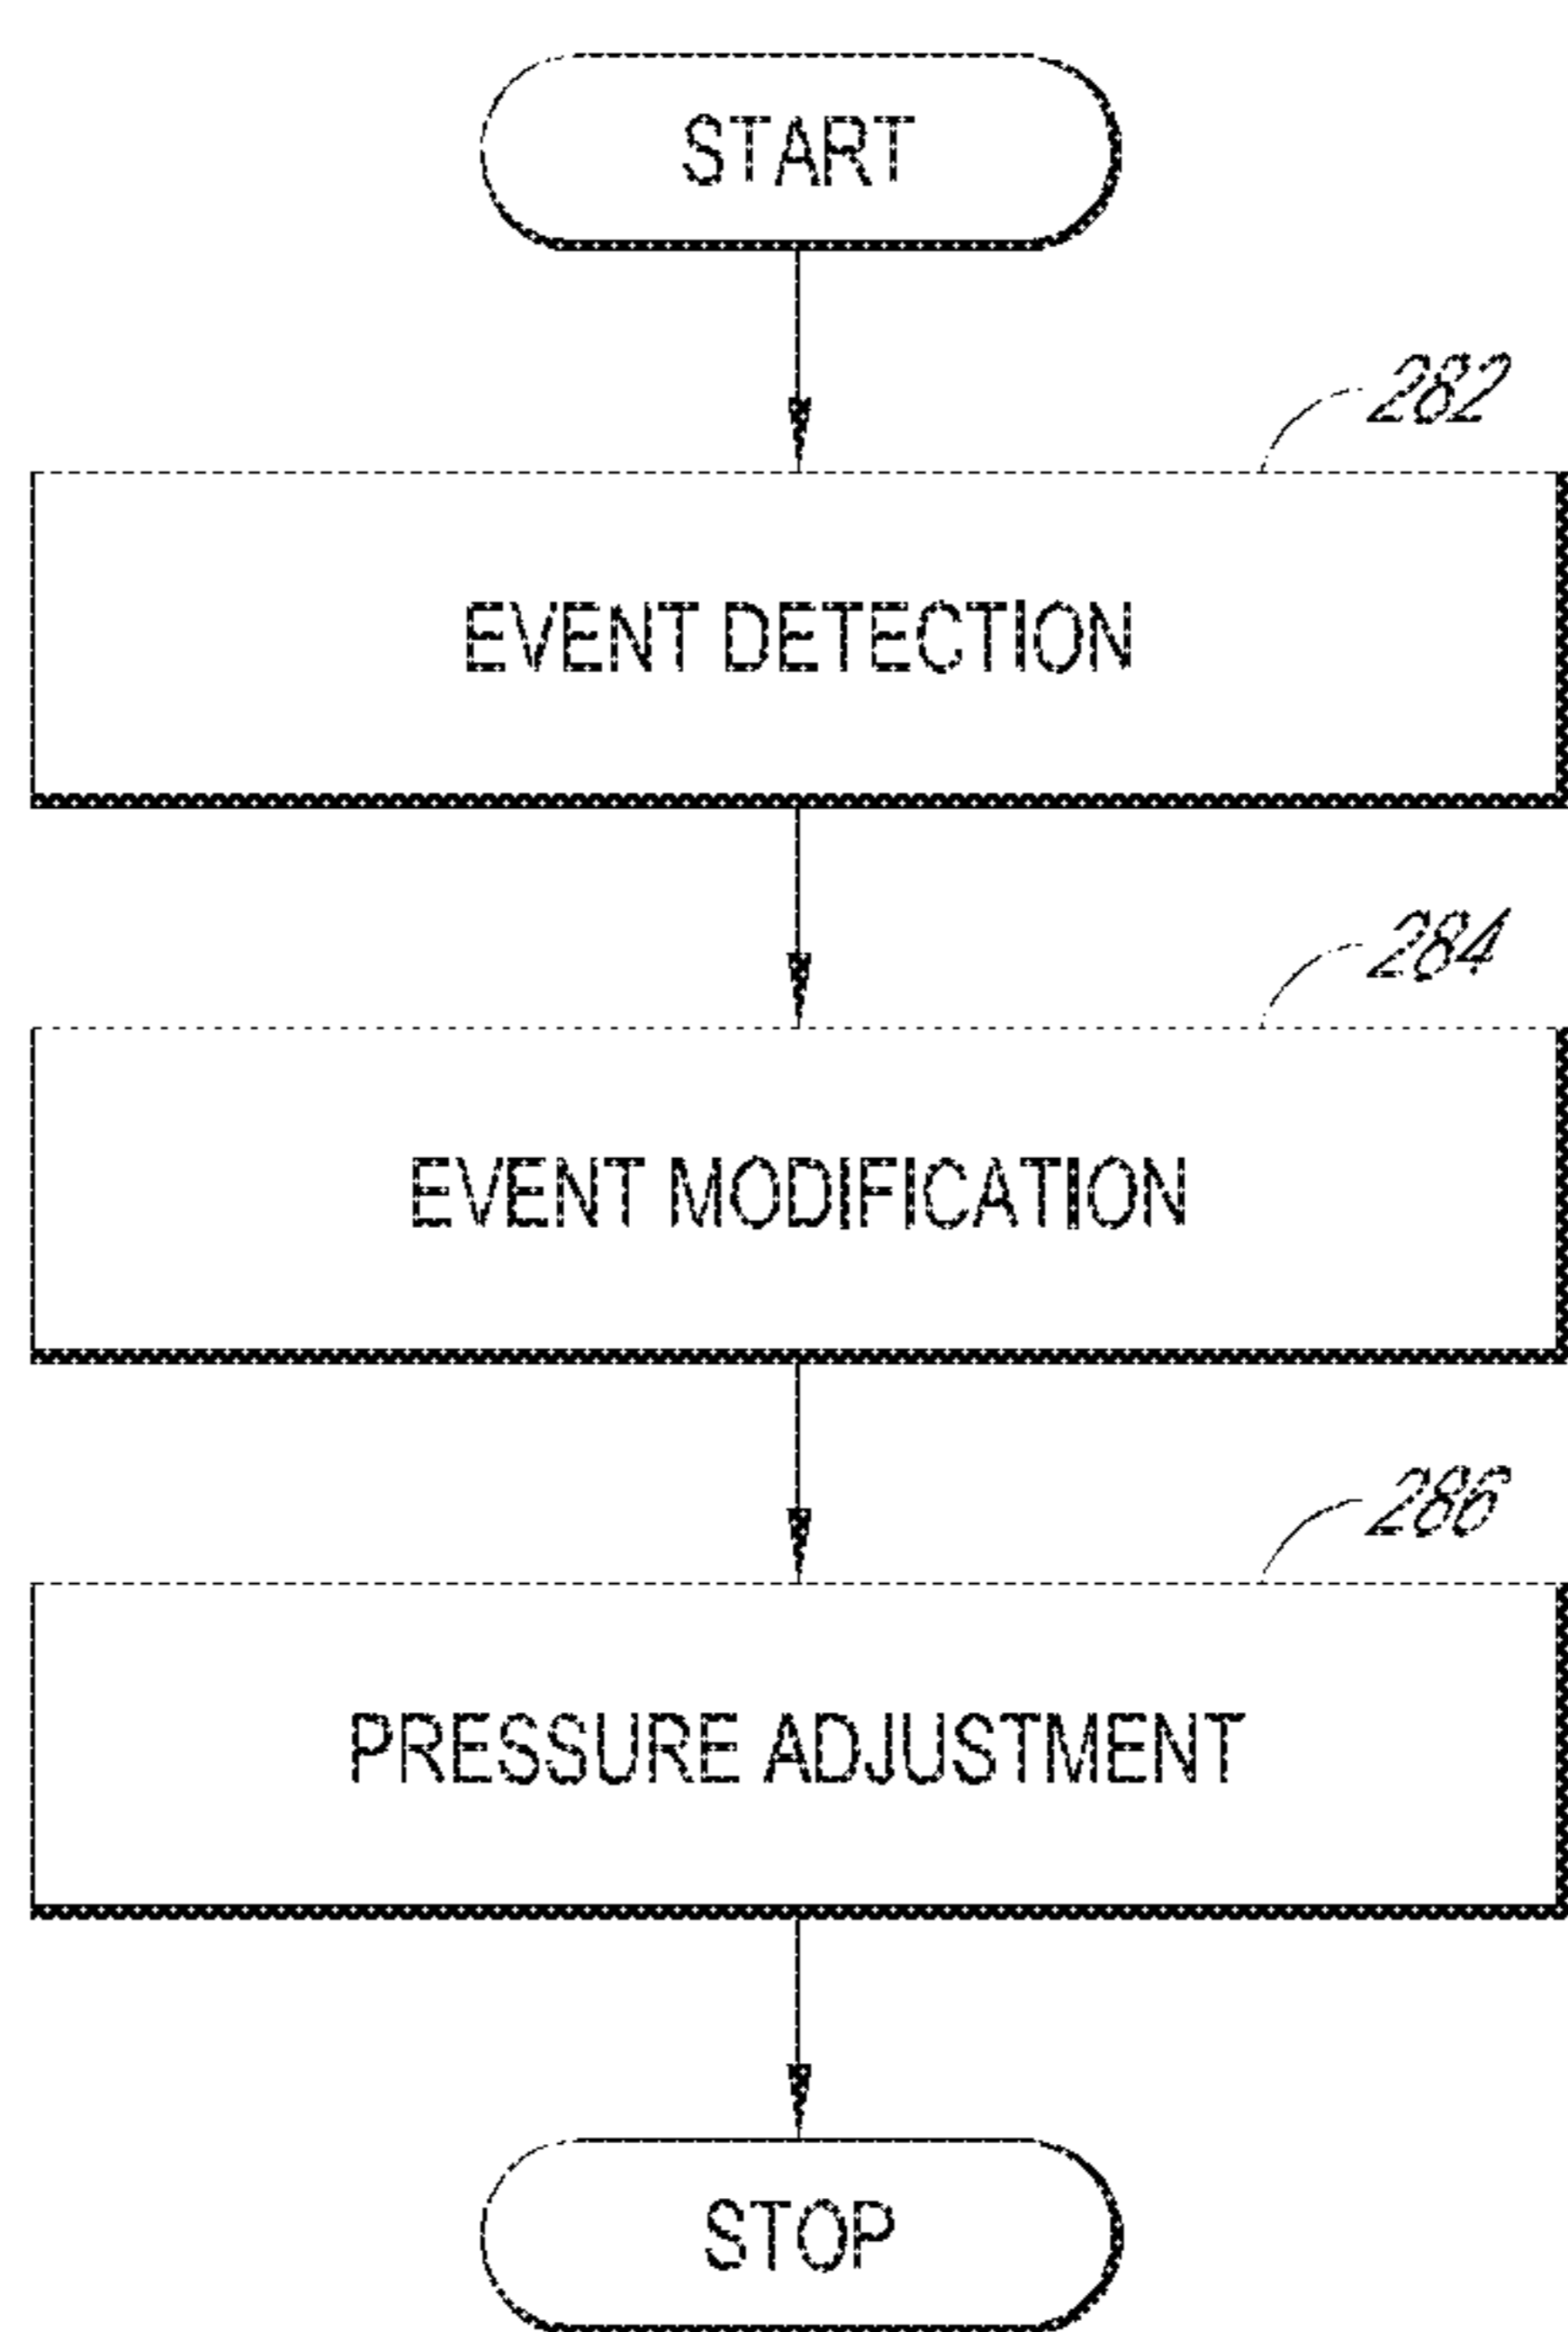 START
282
EVENT DETECTION
284
EVENT MODIFICATION
286
PRESSURE ADJUSTMENT
STOP